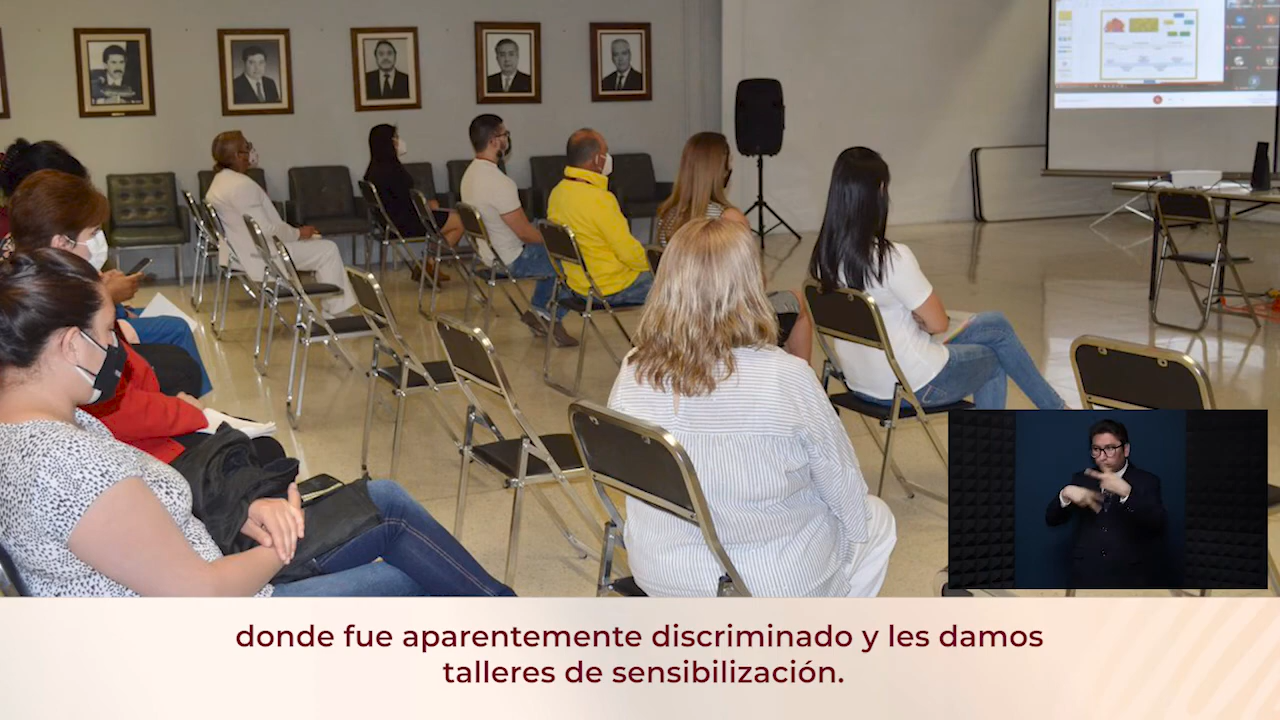 donde fue aparentemente discriminado y les damos
talleres de sensibilización.